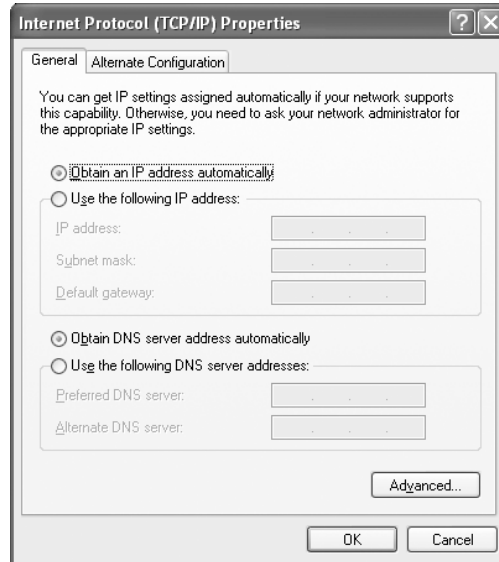 Internet Protocol (TCP/IP) Properties
General
Alternate Configuration
You can get IP settings assigned automatically if your network supports
this capability. Otherwise, you need to ask your network administrator for
the appropriate IP settings.
Obtain an IP address automatically
Use the following IP address:
IP address:
Subnet mask:
Default gateway:
Obtain DNS server address automatically
Use the following DNS server addresses:
Preferred DNS server:
Alternate DNS server:
Advanced...
OK
Cancel